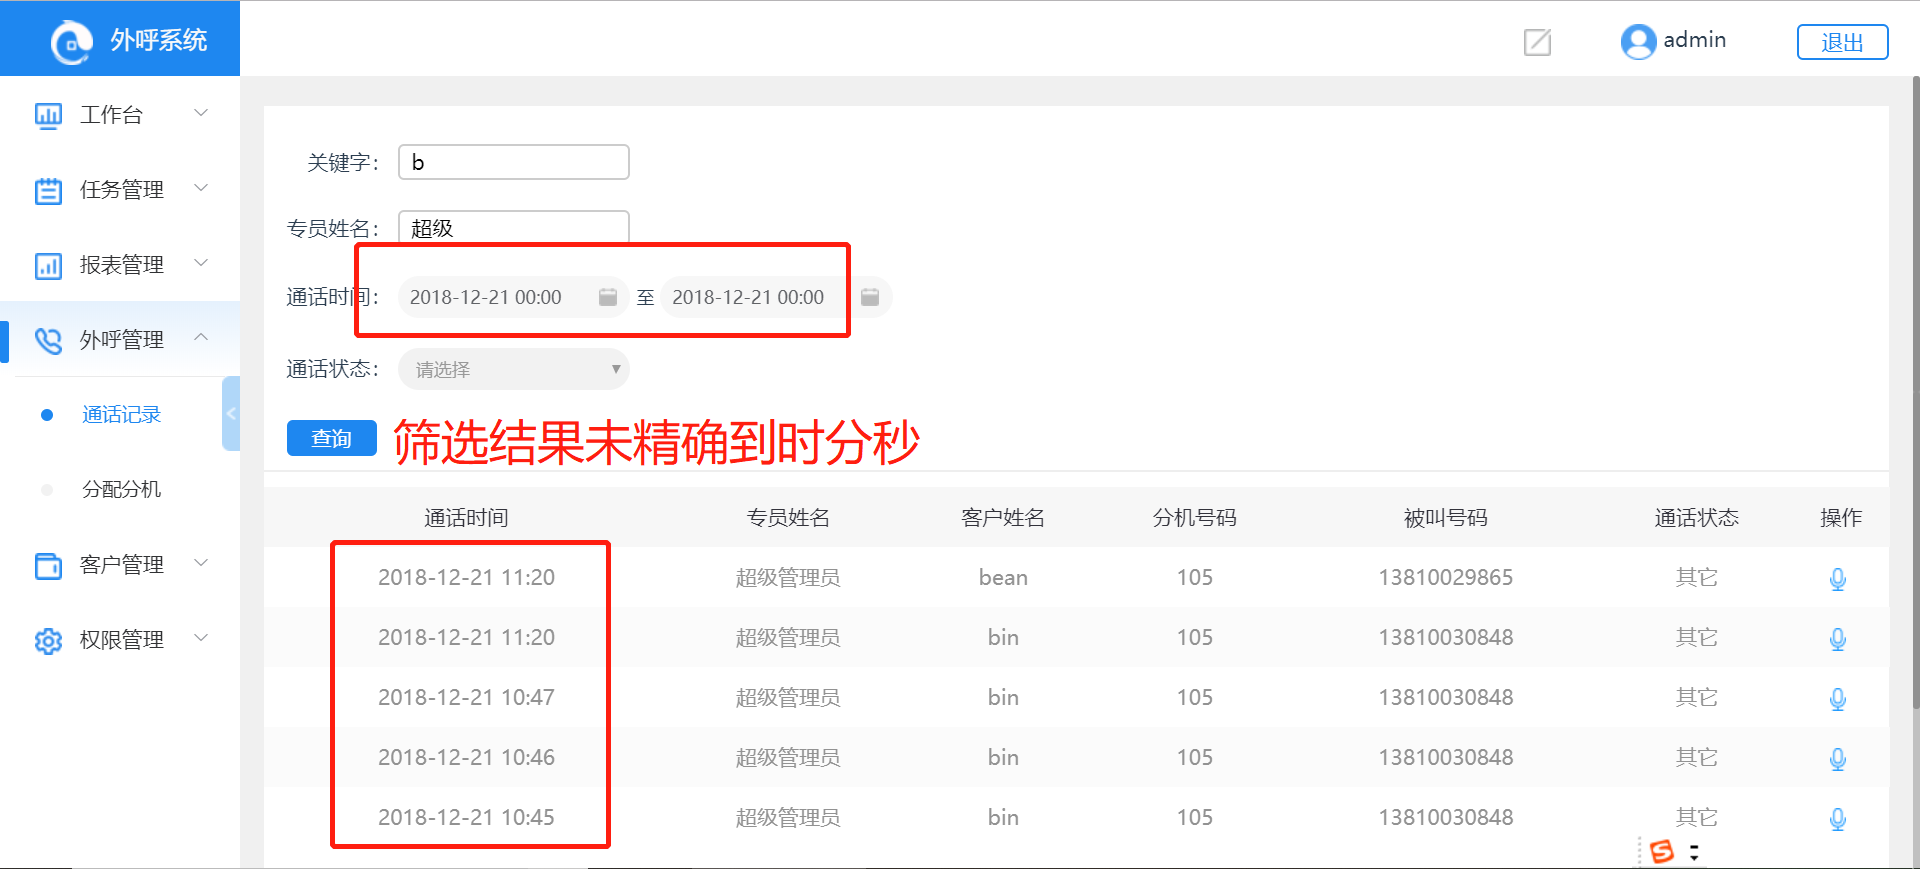 外呼系统
admin
退出
工作台
任务管理
报表管理
外呼管理
通话记录
分配分机
客户管理
权限管理
关键字： b
专员姓名： 超级
通话时间： 2018-12-21 00:00 至 2018-12-21 00:00
通话状态： 请选择
查询 筛选结果未精确到时分秒
通话时间 专员姓名 客户姓名 分机号码 被叫号码 通话状态 操作
2018-12-21 11:20 超级管理员 bean 105 13810029865 其它
2018-12-21 11:20 超级管理员 bin 105 13810030848 其它
2018-12-21 10:47 超级管理员 bin 105 13810030848 其它
2018-12-21 10:46 超级管理员 bin 105 13810030848 其它
2018-12-21 10:45 超级管理员 bin 105 13810030848 其它